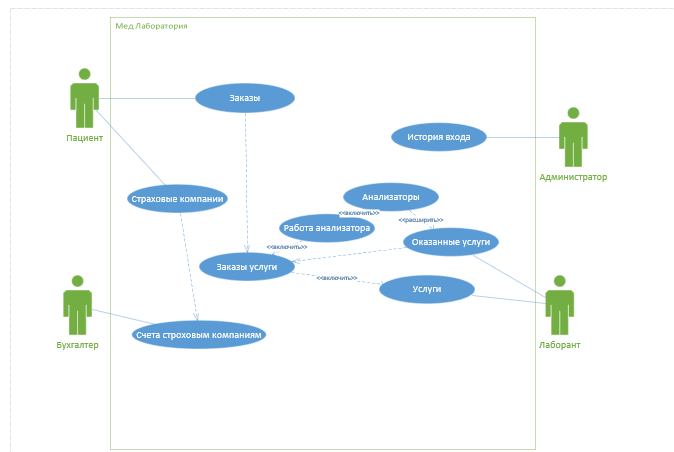 Мед Лаборатория
Заказы
Пациент
История входа
Администратор
Страховые компании
Анализаторы
<<включить>>
<<расширить>>
Работа анализатора
Оказанные услуги
<<включить>>
Заказы услуги
<<включить>>
Услуги
Бухгалтер
Счета строховым компаниям
Лаборант